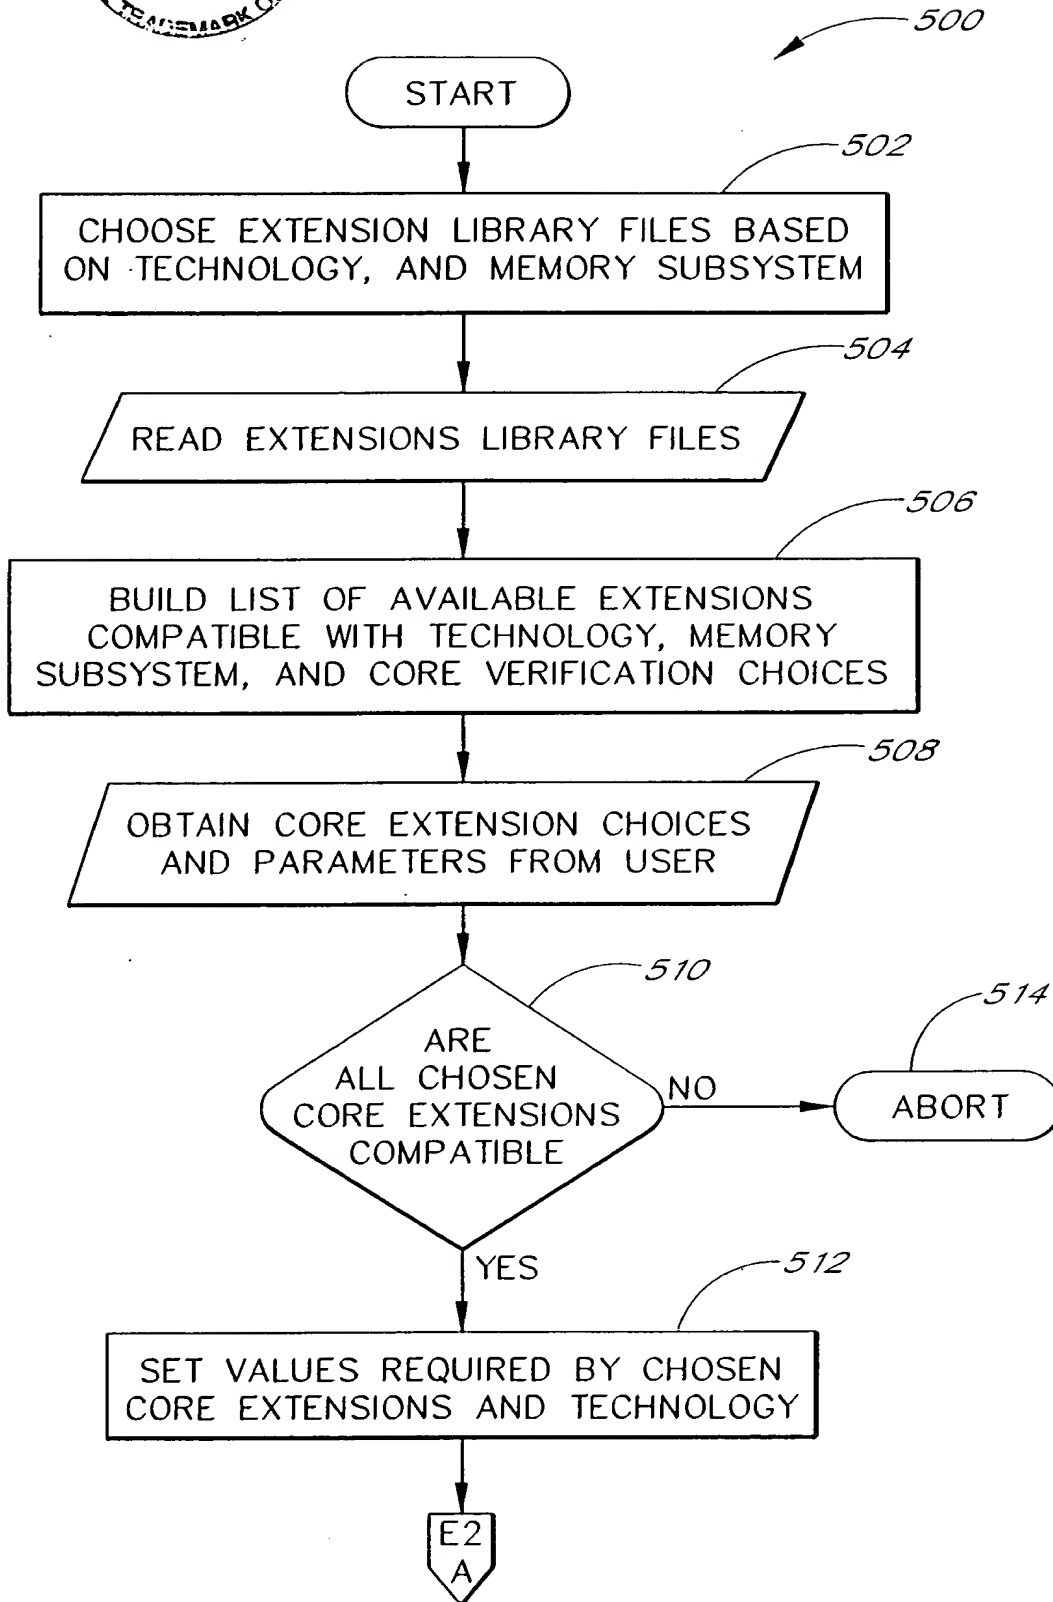 TRADEMARK
500
START
502
CHOOSE EXTENSION LIBRARY FILES BASED
ON TECHNOLOGY, AND MEMORY SUBSYSTEM
504
READ EXTENSIONS LIBRARY FILES
506
BUILD LIST OF AVAILABLE EXTENSIONS
COMPATIBLE WITH TECHNOLOGY, MEMORY
SUBSYSTEM, AND CORE VERIFICATION CHOICES
508
OBTAIN CORE EXTENSION CHOICES
AND PARAMETERS FROM USER
510
514
ARE
ALL CHOSEN
CORE EXTENSIONS
COMPATIBLE
NO
ABORT
YES
512
SET VALUES REQUIRED BY CHOSEN
CORE EXTENSIONS AND TECHNOLOGY
E2
A